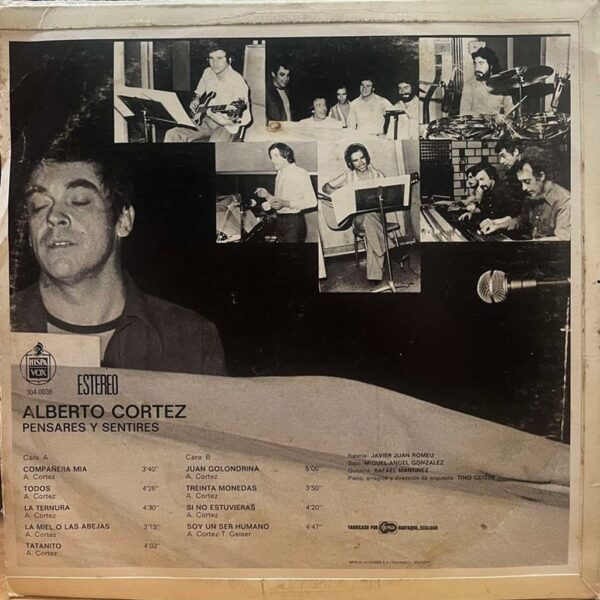 HISPA
VOX
304-0038
ESTEREO
ALBERTO CORTEZ
PENSARES Y SENTIRES
Cara A
COMPAÑERA MIA 3'40"
A. Cortez
TODOS 4'26"
A. Cortez
LA TERNURA 4'30"
A. Cortez
LA MIEL O LAS ABEJAS 3'13"
A. Cortez
TATANITO 4'03"
A. Cortez
Cara B
JUAN GOLONDRINA 5'06"
A. Cortez
TREINTA MONEDAS 3'50"
A. Cortez
SI NO ESTUVIERAS 4'20"
A. Cortez
SOY UN SER HUMANO 4'47"
A. Cortez-T. Geiser
Batería: JAVIER JUAN ROMEU
Bajo: MIGUEL ANGEL GONZALEZ
Guitarra: RAFAEL MARTINEZ
Piano, arreglos y dirección de orquesta: TINO GEISER
FABRICADO POR GUAYAQUIL, ECUADOR